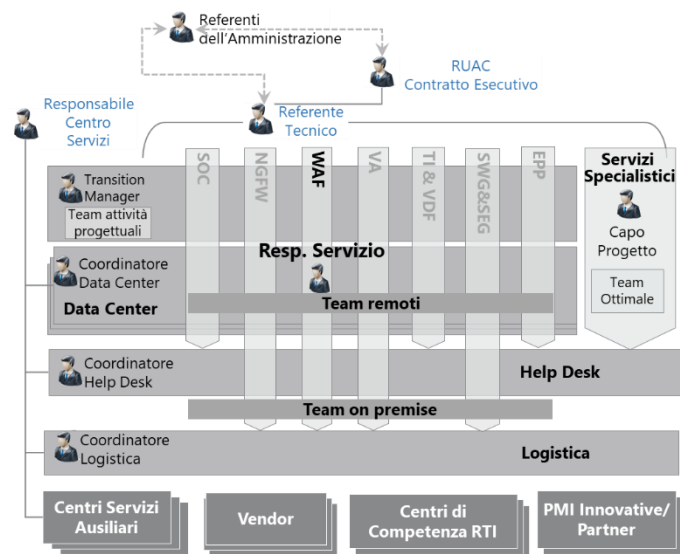 Referenti
dell'Amministrazione
RUAC
Contratto Esecutivo
Responsabile
Centro
Servizi
Referente
Tecnico
SOC
NGFW
WAF
VA
TI & VDF
SWG&SEG
EPP
Servizi
Specialistici
Transition
Manager
Team attività
progettuali
Capo
Progetto
Team
Ottimale
Resp. Servizio
Coordinatore
Data Center
Data Center
Team remoti
Coordinatore
Help Desk
Help Desk
Team on premise
Coordinatore
Logistica
Logistica
Centri Servizi
Ausiliari
Vendor
Centri di
Competenza RTI
PMI Innovative/
Partner